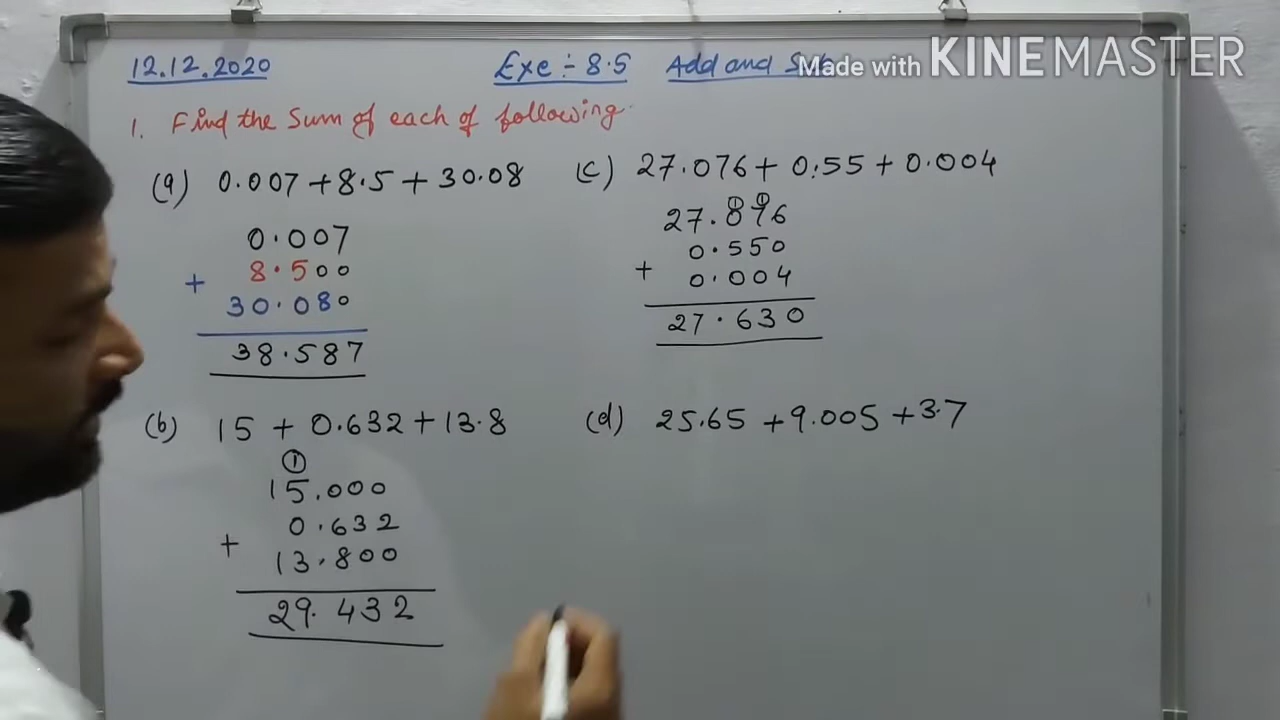 12.12.2020 Exe÷8.5 Add and Sub
Made with KINEMASTER
1. Find the Sum of each of following.
(a) 0.007 + 8.5 + 30.08
0.007
8.500
+ 30.080
38.587
(b) 15 + 0.632 + 13.8
1
15.000
0.632
+ 13.800
29.432
(c) 27.076 + 0.55 + 0.004
27.076
0.550
+ 0.004
27.630
(d) 25.65 + 9.005 + 3.7